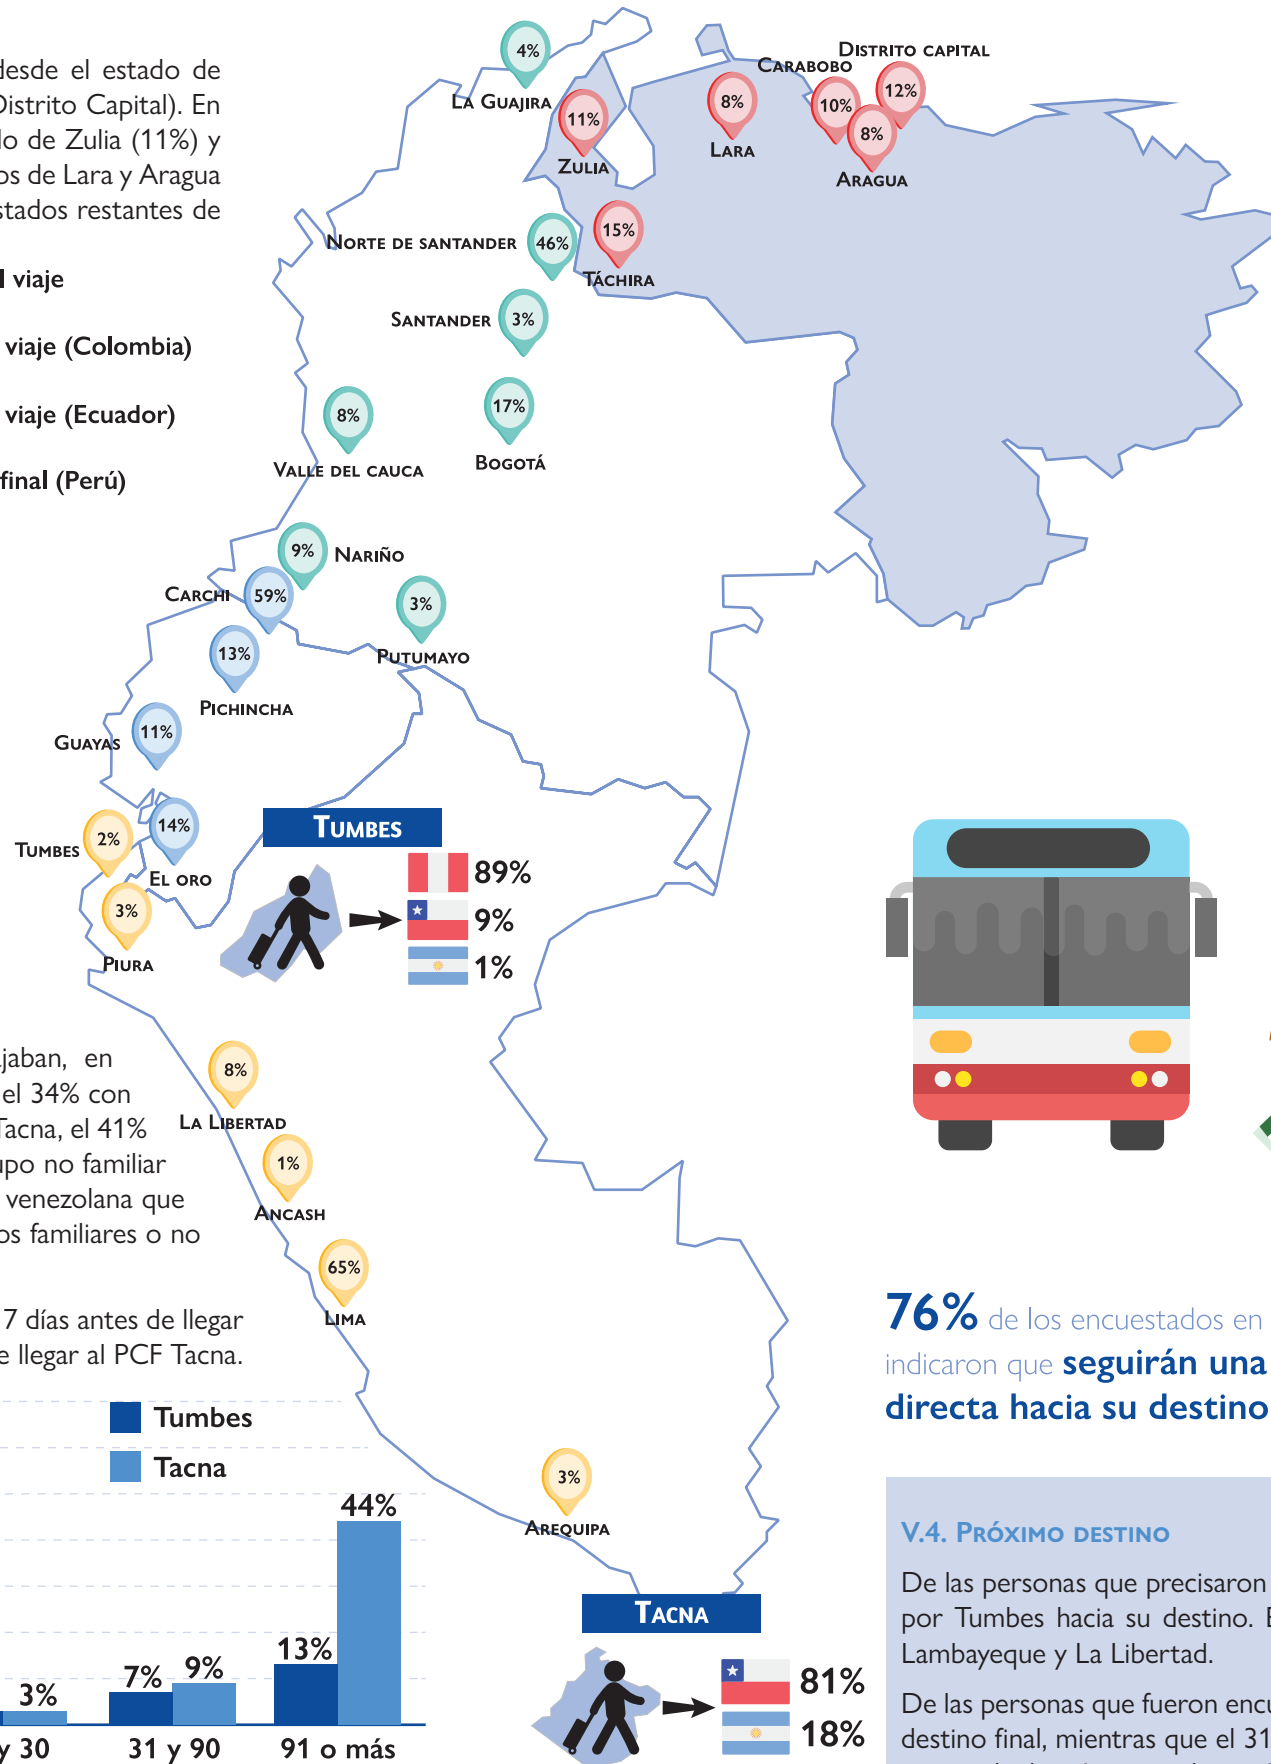 desde el estado de
Distrito Capital). En
do de Zulia (11%) y
os de Lara y Aragua
stados restantes de
l viaje
viaje (Colombia)
viaje (Ecuador)
final (Perú)
4%
LA GUAJIRA
11%
ZULIA
8%
LARA
CARABOBO
10%
DISTRITO CAPITAL
12%
8%
ARAGUA
NORTE DE SANTANDER
46%
15%
TÁCHIRA
SANTANDER
3%
8%
VALLE DEL CAUCA
17%
BOGOTÁ
9%
NARIÑO
CARCHI
59%
3%
PUTUMAYO
13%
PICHINCHA
GUAYAS
11%
TUMBES
2%
14%
EL ORO
3%
PIURA
TUMBES
89%
9%
1%
8%
LA LIBERTAD
1%
ANCASH
65%
LIMA
3%
AREQUIPA
ajaban, en
el 34% con
Tacna, el 41%
upo no familiar
venezolana que
os familiares o no
7 días antes de llegar
e llegar al PCF Tacna.
Tumbes
Tacna
3%
7%
9%
13%
44%
y 30
31 y 90
91 o más
TACNA
81%
18%
76% de los encuestados en
indicaron que seguirán una
directa hacia su destino
V.4. PRÓXIMO DESTINO
De las personas que precisaron
por Tumbes hacia su destino. E
Lambayeque y La Libertad.
De las personas que fueron encu
destino final, mientras que el 31